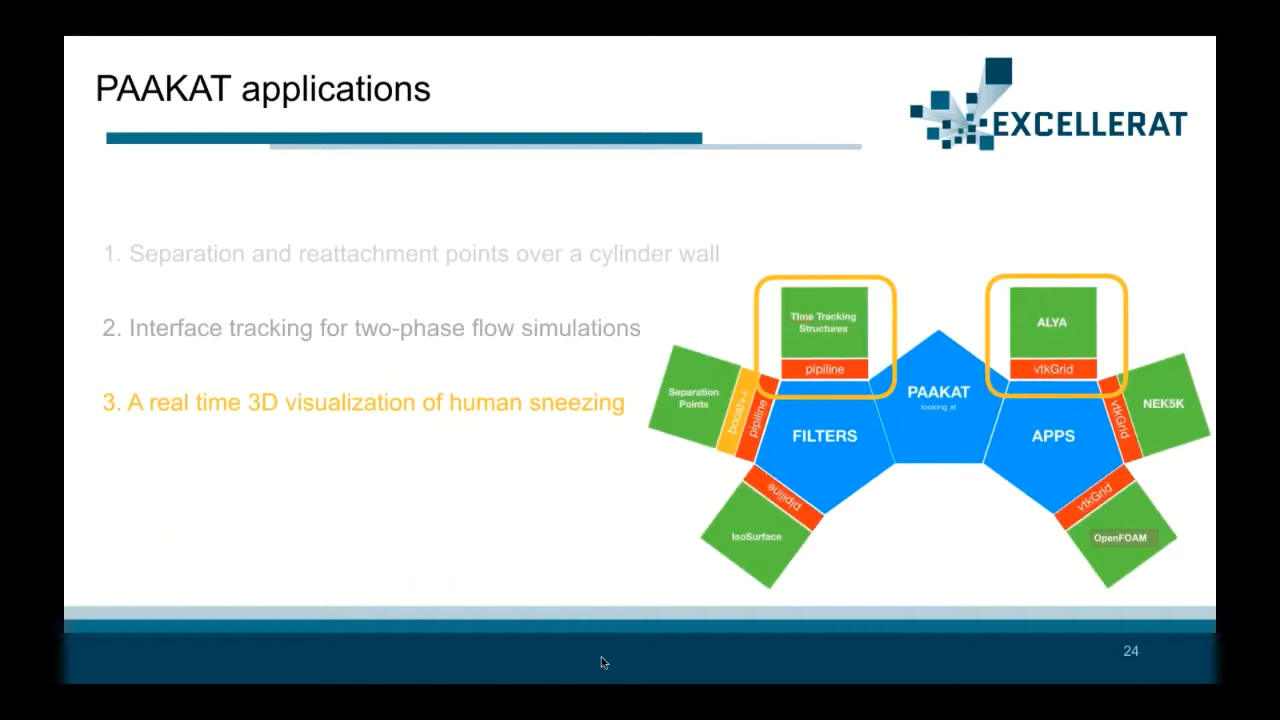 PAAKAT applications
EXCELLERAT
1. Separation and reattachment points over a cylinder wall
2. Interface tracking for two-phase flow simulations
3. A real time 3D visualization of human sneezing
Time Tracking
Structures
pipiline
ALYA
vtkGrid
Separation
Points
boost++
pipiline
PAAKAT
looking at
FILTERS
APPS
vtkGrid
NEK5K
pipiline
IsoSurface
vtkGrid
OpenFOAM
24